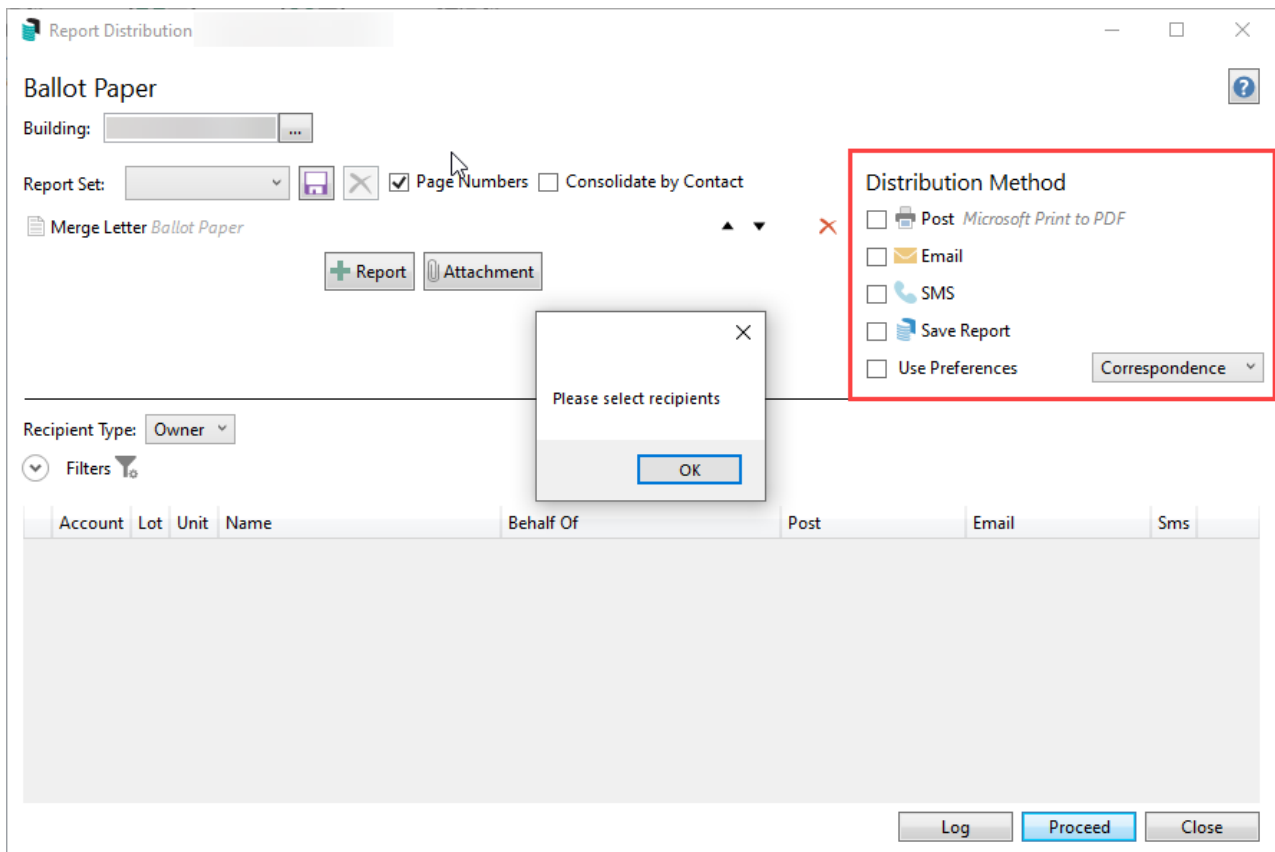 Report Distribution
Ballot Paper
Building: ...
Report Set: Page Numbers Consolidate by Contact
Merge Letter Ballot Paper
Report Attachment
Distribution Method
Post Microsoft Print to PDF
Email
SMS
Save Report
Use Preferences Correspondence
Please select recipients
OK
Recipient Type: Owner
Filters
Account Lot Unit Name Behalf Of Post Email Sms
Log Proceed Close